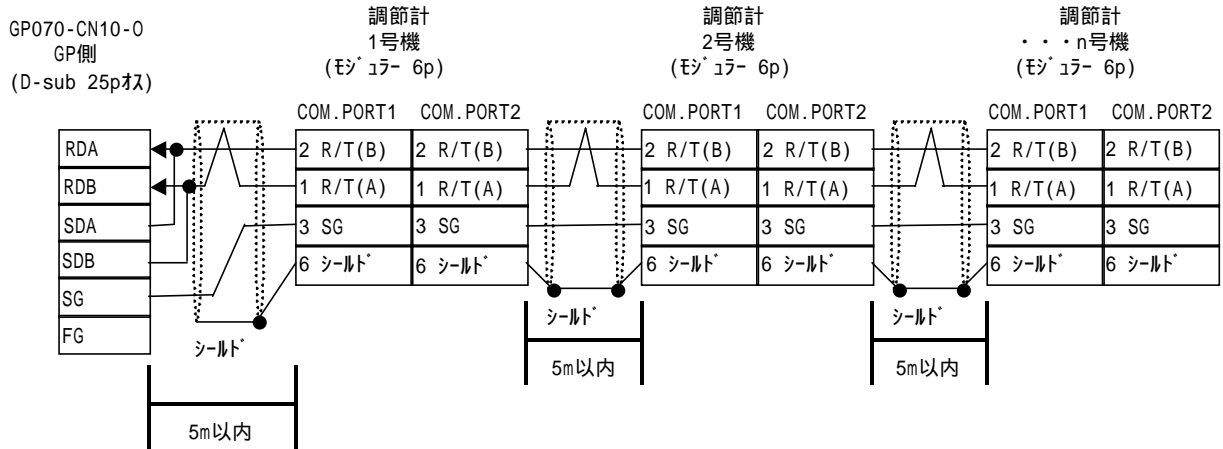 GP070-CN10-0
GP側
(D-sub 25pｵｽ)
調節計
1号機
(ﾓｼﾞｭﾗｰ 6p)
調節計
2号機
(ﾓｼﾞｭﾗｰ 6p)
調節計
・・・n号機
(ﾓｼﾞｭﾗｰ 6p)
COM.PORT1 COM.PORT2 COM.PORT1 COM.PORT2 COM.PORT1 COM.PORT2
RDA 2 R/T(B) 2 R/T(B) 2 R/T(B) 2 R/T(B) 2 R/T(B) 2 R/T(B)
RDB 1 R/T(A) 1 R/T(A) 1 R/T(A) 1 R/T(A) 1 R/T(A) 1 R/T(A)
SDA 3 SG 3 SG 3 SG 3 SG 3 SG 3 SG
SDB 6 ｼｰﾙﾄﾞ 6 ｼｰﾙﾄﾞ 6 ｼｰﾙﾄﾞ 6 ｼｰﾙﾄﾞ 6 ｼｰﾙﾄﾞ 6 ｼｰﾙﾄﾞ
SG
FG
ｼｰﾙﾄﾞ ｼｰﾙﾄﾞ ｼｰﾙﾄﾞ
5m以内 5m以内
5m以内